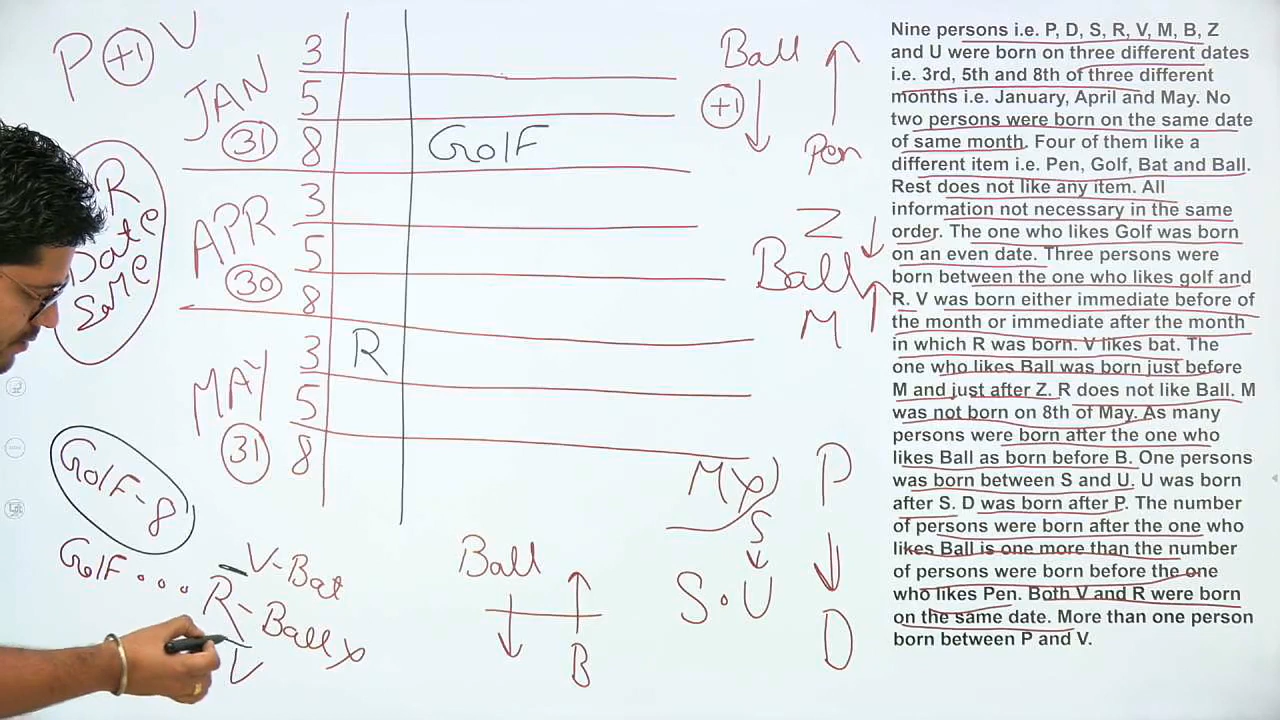 P +1 V
R
Date
Same
Golf-8
Golf . . . R - Ball x
V-Bat
V
JAN
31
3
5
8 Golf
APR
30
3
5
8
MAY
31
3 R
5
8
Ball
+1
Pen
Z
Ball
M
Ball
B
M x)
S
S . U
P
D
Nine persons i.e. P, D, S, R, V, M, B, Z
and U were born on three different dates
i.e. 3rd, 5th and 8th of three different
months i.e. January, April and May. No
two persons were born on the same date
of same month. Four of them like a
different item i.e. Pen, Golf, Bat and Ball.
Rest does not like any item. All
information not necessary in the same
order. The one who likes Golf was born
on an even date. Three persons were
born between the one who likes golf and
R. V was born either immediate before of
the month or immediate after the month
in which R was born. V likes bat. The
one who likes Ball was born just before
M and just after Z. R does not like Ball. M
was not born on 8th of May. As many
persons were born after the one who
likes Ball as born before B. One persons
was born between S and U. U was born
after S. D was born after P. The number
of persons were born after the one who
likes Ball is one more than the number
of persons were born before the one
who likes Pen. Both V and R were born
on the same date. More than one person
born between P and V.